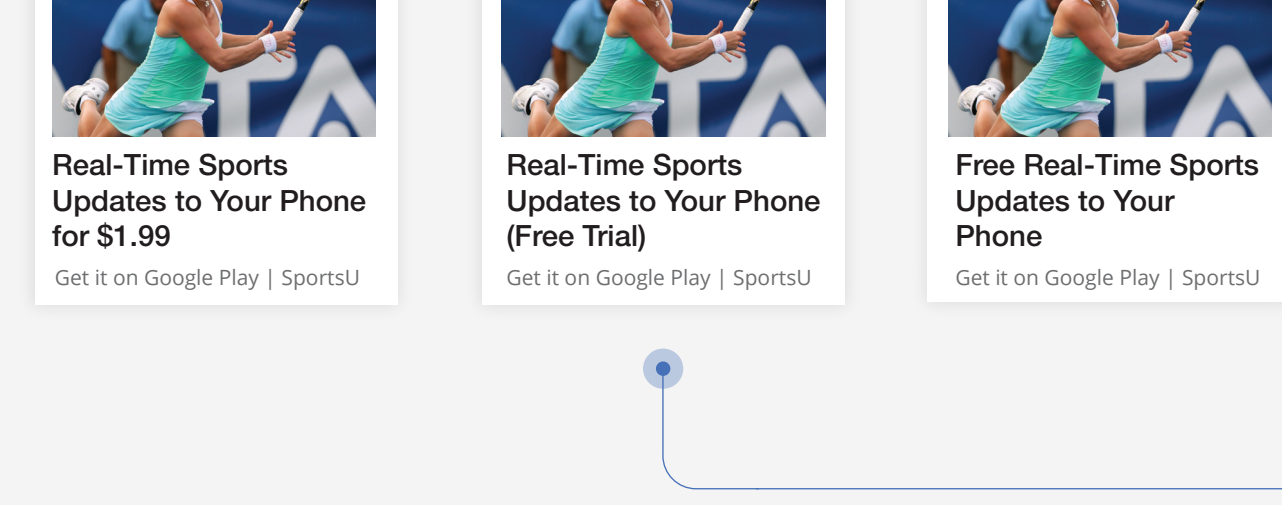 Real-Time Sports
Updates to Your Phone
for $1.99
Get it on Google Play | SportsU
Real-Time Sports
Updates to Your Phone
(Free Trial)
Get it on Google Play | SportsU
Free Real-Time Sports
Updates to Your
Phone
Get it on Google Play | SportsU